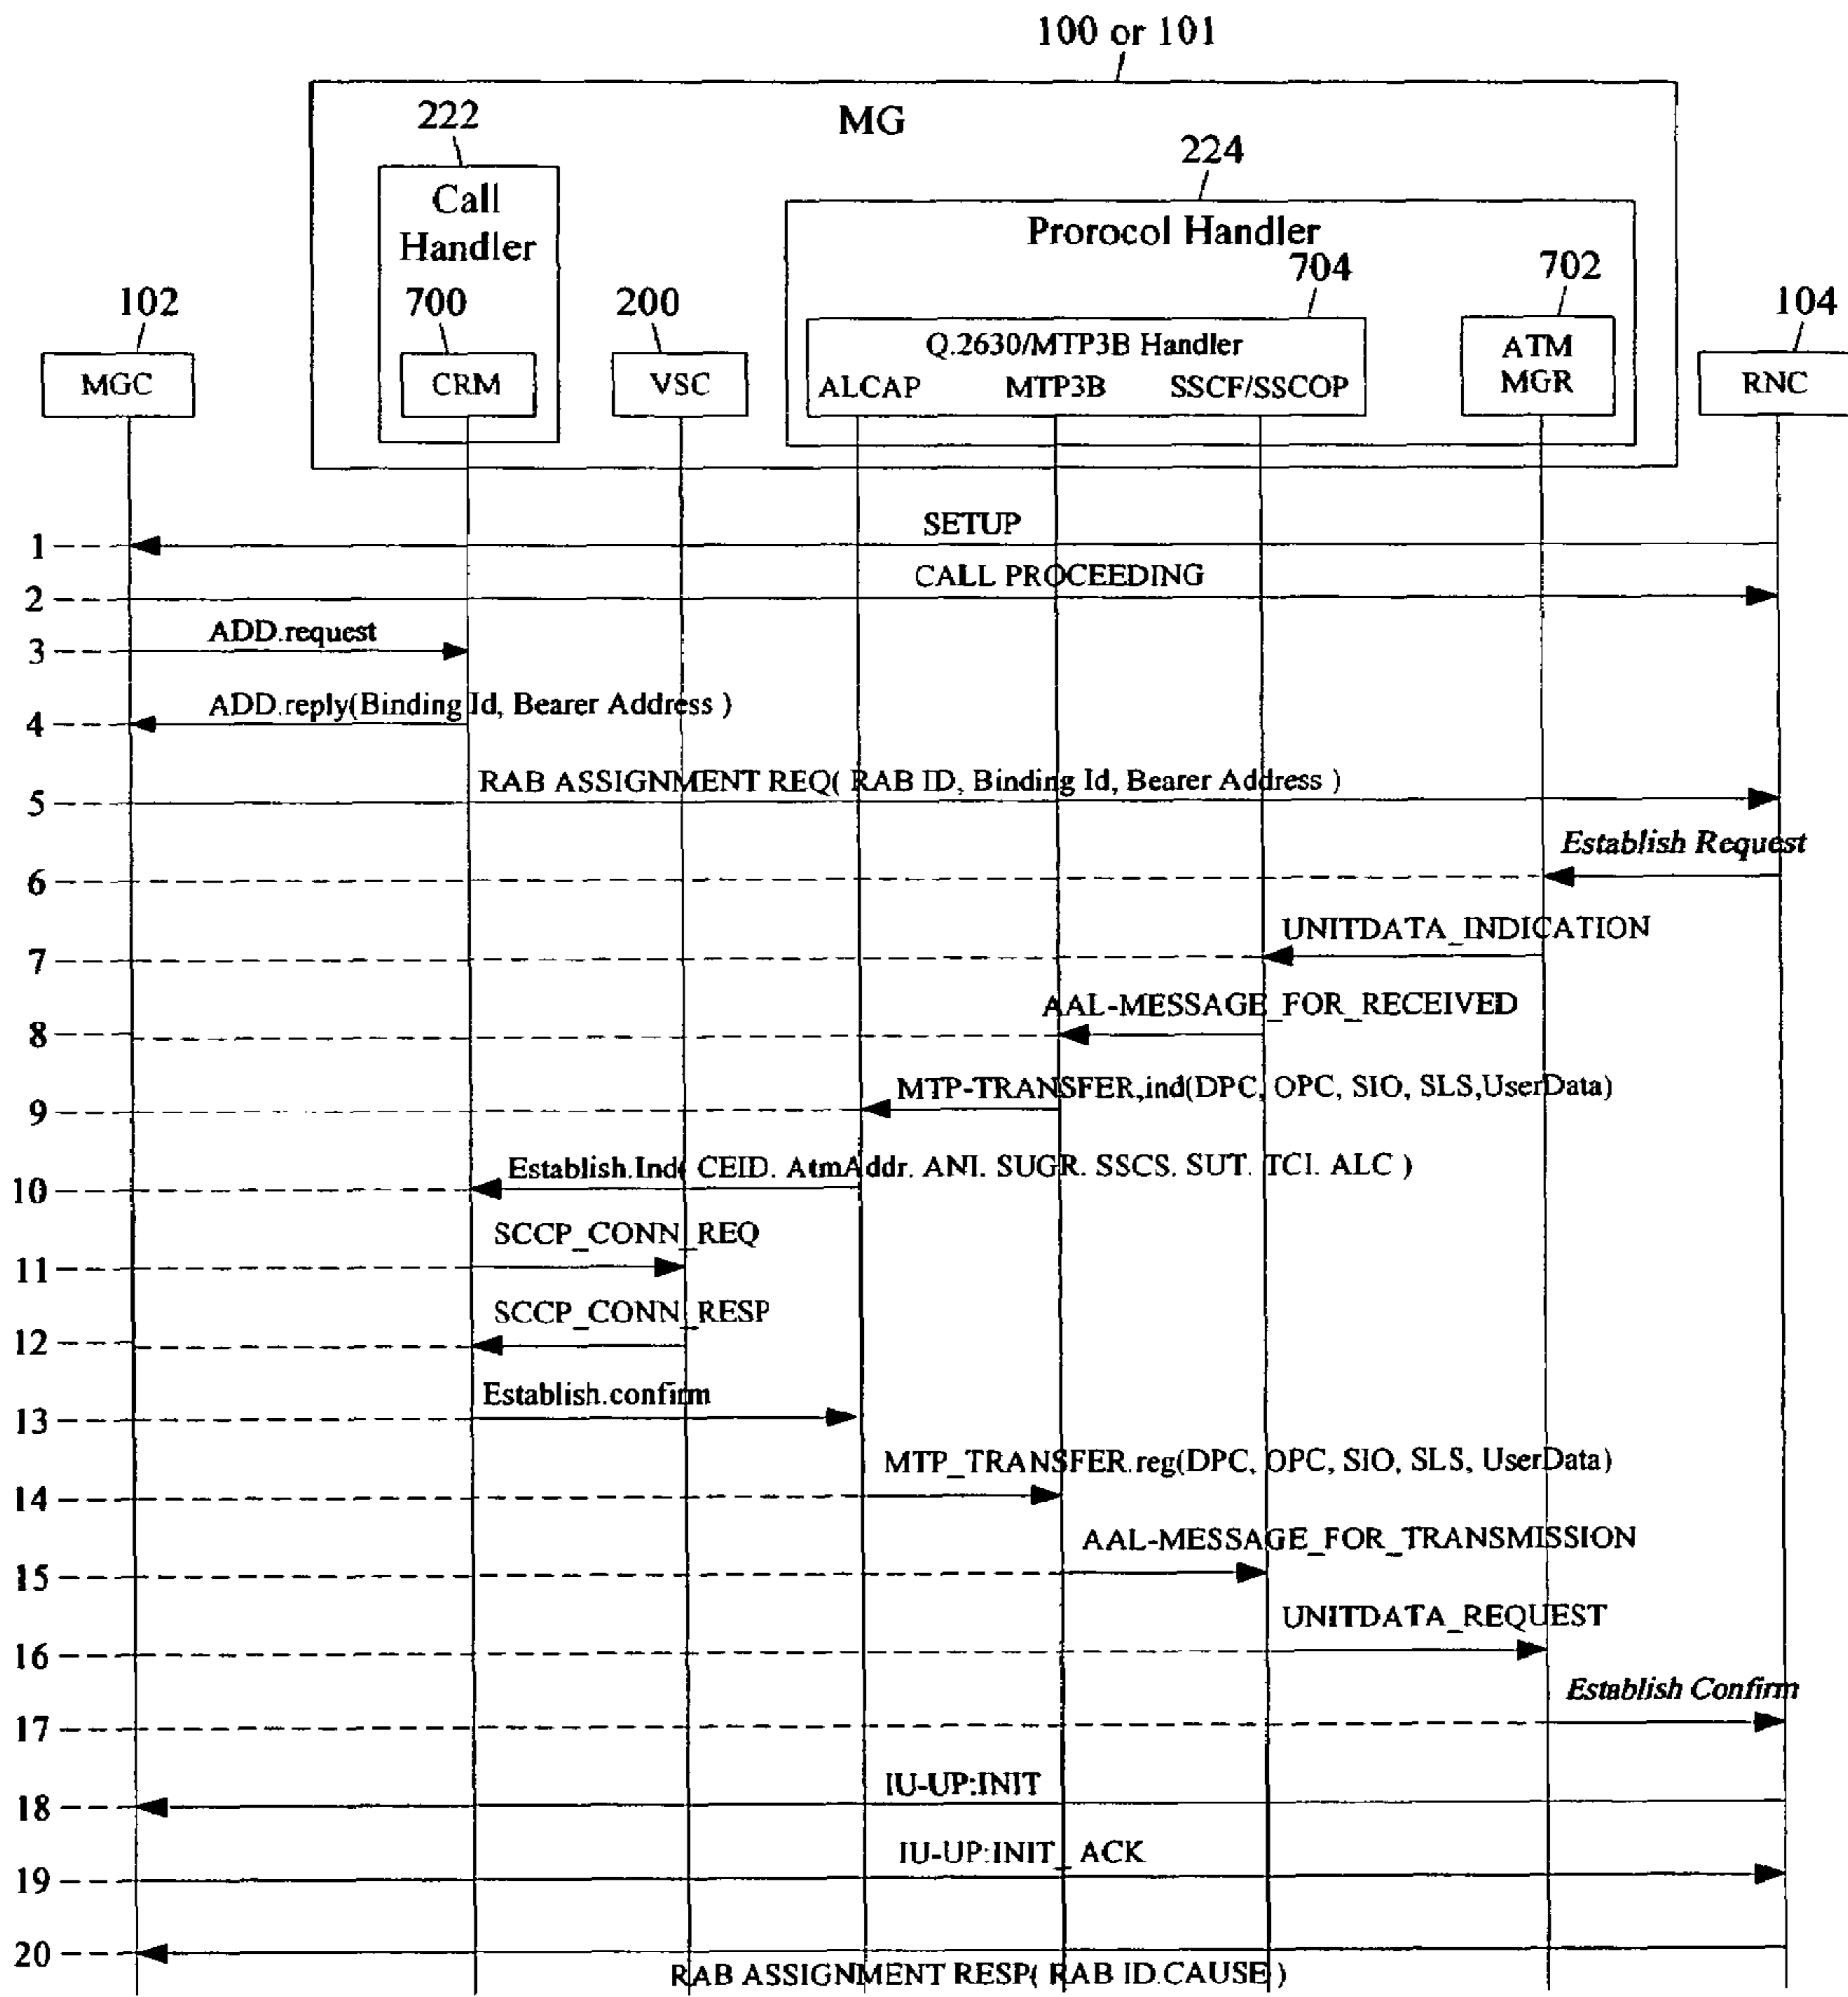 100 or 101
MG
222
Call
Handler
224
Prorocol Handler
704
702
102
700
200
104
MGC
CRM
VSC
Q.2630/MTP3B Handler
ALCAP MTP3B SSCF/SSCOP
ATM
MGR
RNC
SETUP
1
CALL PROCEEDING
2
ADD.request
3
ADD.reply(Binding Id, Bearer Address )
4
RAB ASSIGNMENT REQ( RAB ID, Binding Id, Bearer Address )
5
Establish Request
6
UNITDATA_INDICATION
7
AAL-MESSAGE_FOR_RECEIVED
8
MTP-TRANSFER,ind(DPC, OPC, SIO, SLS,UserData)
9
Establish.Ind( CEID. AtmAddr. ANI. SUGR. SSCS. SUT. TCI. ALC )
10
SCCP_CONN_REQ
11
SCCP_CONN_RESP
12
Establish.confirm
13
MTP_TRANSFER.reg(DPC, OPC, SIO, SLS, UserData)
14
AAL-MESSAGE_FOR_TRANSMISSION
15
UNITDATA_REQUEST
16
Establish Confirm
17
IU-UP:INIT
18
IU-UP:INIT_ACK
19
20
RAB ASSIGNMENT RESP( RAB ID.CAUSE )